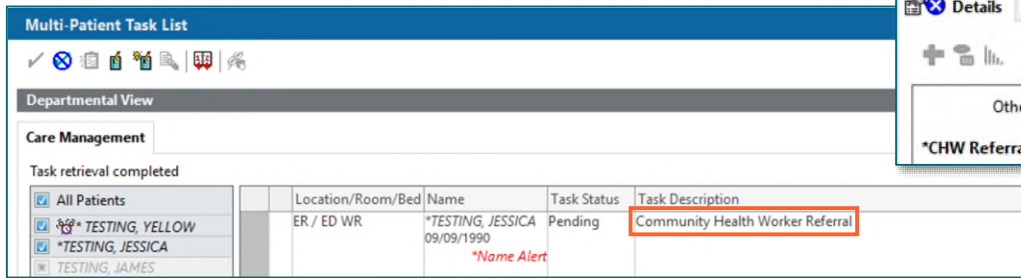 Multi-Patient Task List
Details
Departmental View
Care Management
Task retrieval completed
All Patients
* TESTING, YELLOW
*TESTING, JESSICA
TESTING, JAMES
Location/Room/Bed Name Task Status Task Description
ER / ED WR *TESTING, JESSICA Pending Community Health Worker Referral
09/09/1990
*Name Alert
Othe
*CHW Referra